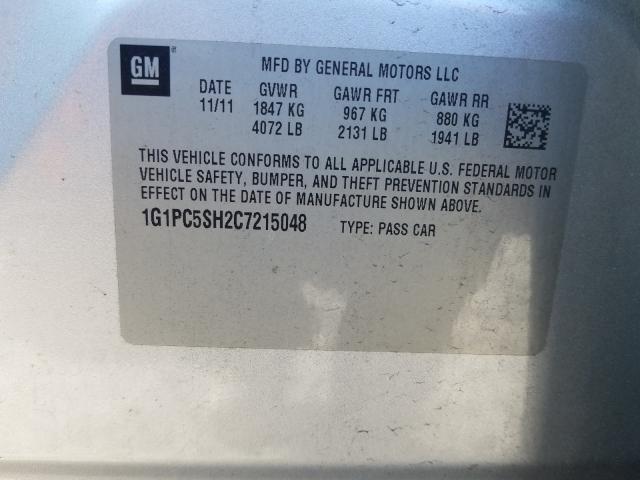 GM
MFD BY GENERAL MOTORS LLC
DATE GVWR GAWR FRT GAWR RR
11/11 1847 KG 967 KG 880 KG
4072 LB 2131 LB 1941 LB
THIS VEHICLE CONFORMS TO ALL APPLICABLE U.S. FEDERAL MOTOR
VEHICLE SAFETY, BUMPER, AND THEFT PREVENTION STANDARDS IN
EFFECT ON THE DATE OF MANUFACTURE SHOWN ABOVE.
1G1PC5SH2C7215048 TYPE: PASS CAR